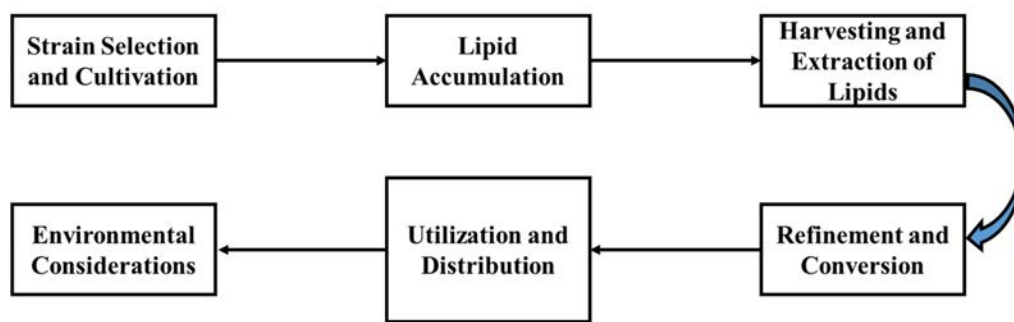 Strain Selection
and Cultivation
Lipid
Accumulation
Harvesting and
Extraction of
Lipids
Refinement and
Conversion
Utilization and
Distribution
Environmental
Considerations